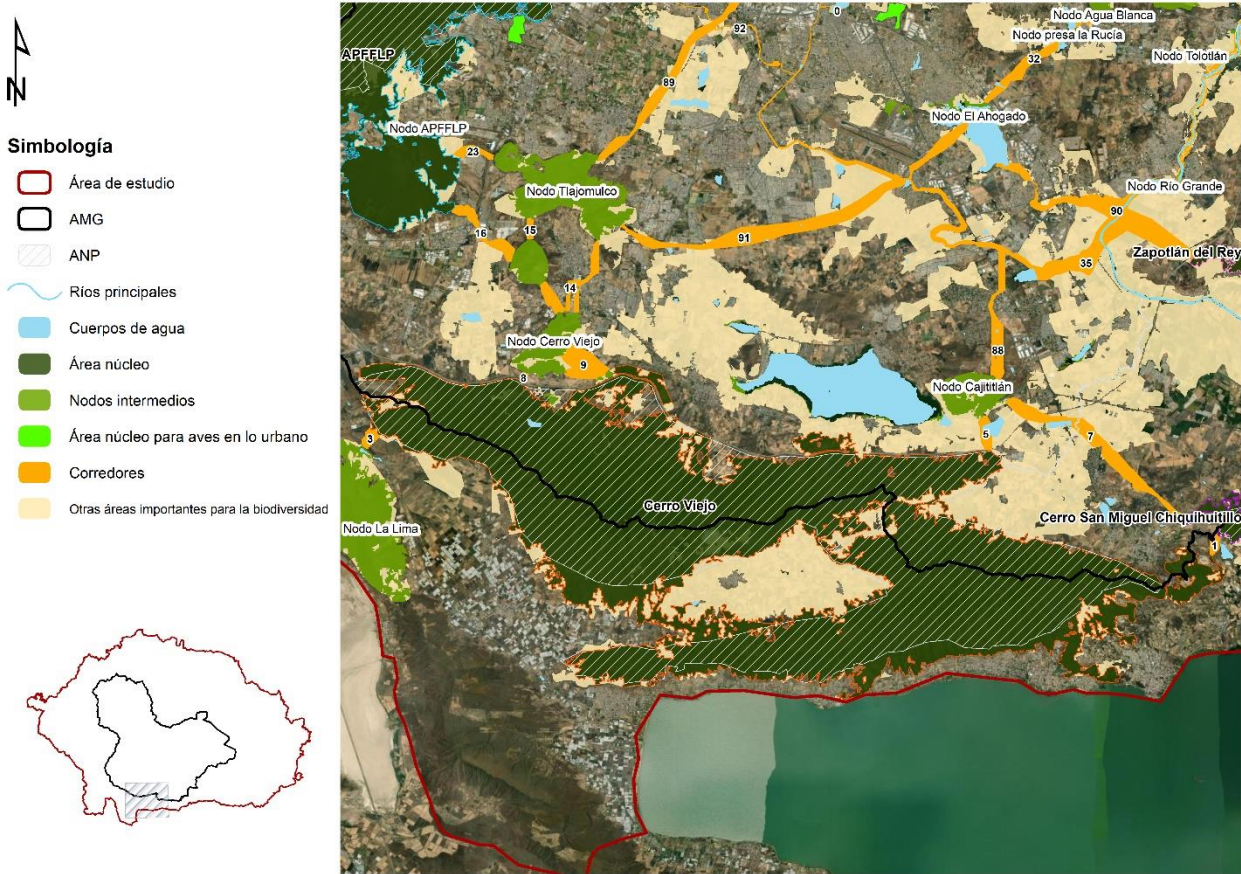 N
Simbología
Área de estudio
AMG
ANP
Ríos principales
Cuerpos de agua
Área núcleo
Nodos intermedios
Área núcleo para aves en lo urbano
Corredores
Otras áreas importantes para la biodiversidad
0
Nodo Agua Blanca
92
Nodo presa la Rucía
APFFLP
32
Nodo Tolotlán
89
Nodo El Ahogado
Nodo APFFLP
23
Nodo Tlajomulco
Nodo Río Grande
90
16
15
91
Zapotlán del Rey
35
14
Nodo Cerro Viejo
88
9
8
Nodo Cajititlán
3
5
7
Cerro Viejo
Cerro San Miguel Chiquihuitillo
Nodo La Lima
1